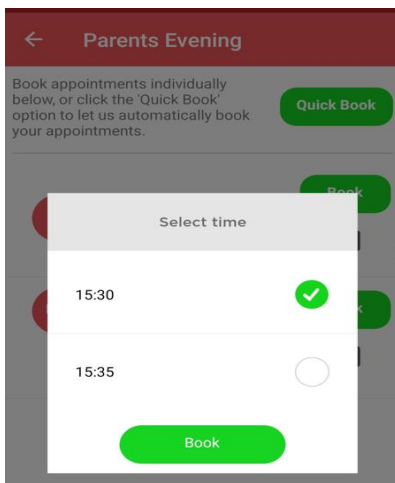 Parents Evening
Book appointments individually
below, or click the 'Quick Book'
option to let us automatically book
your appointments.
Quick Book
Book
Select time
15:30
15:35
Book